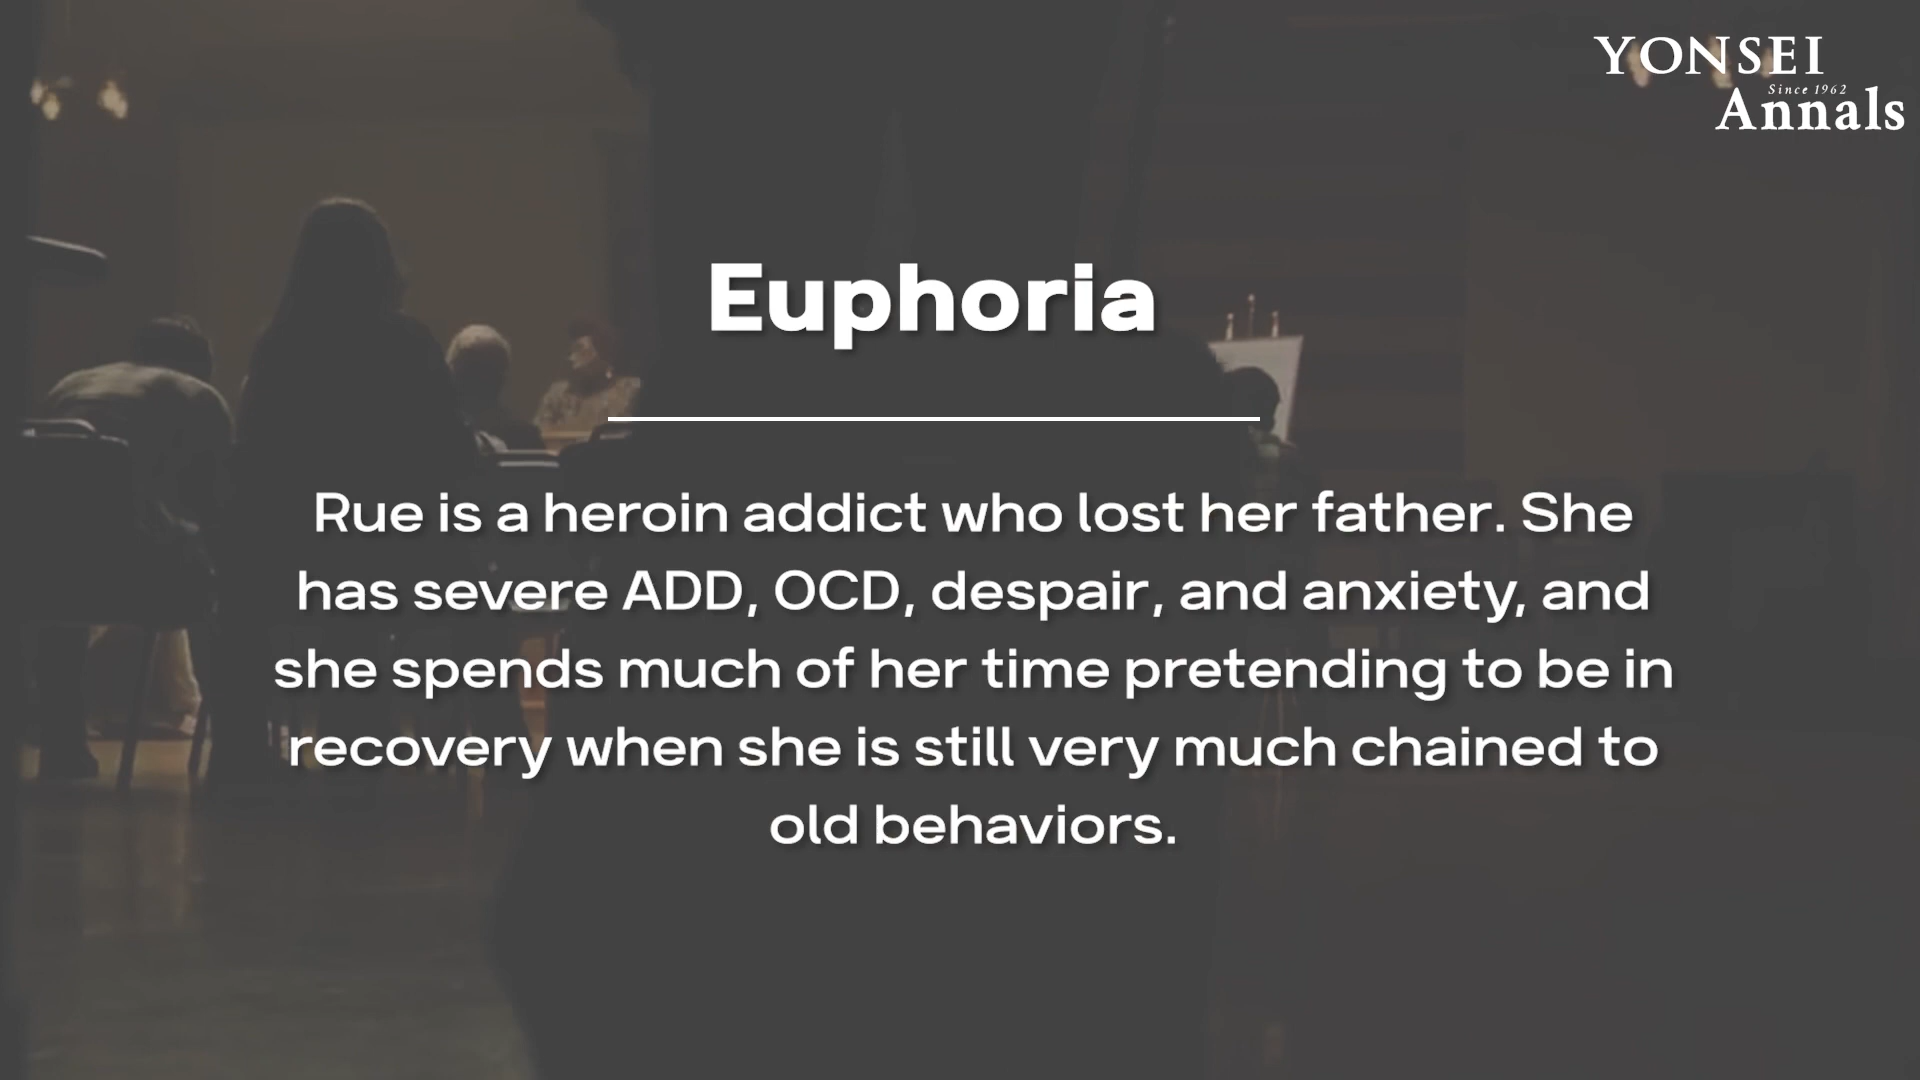 YONSEI
Since 1962
Annals
Euphoria
Rue is a heroin addict who lost her father. She
has severe ADD, OCD, despair, and anxiety, and
she spends much of her time pretending to be in
recovery when she is still very much chained to
old behaviors.